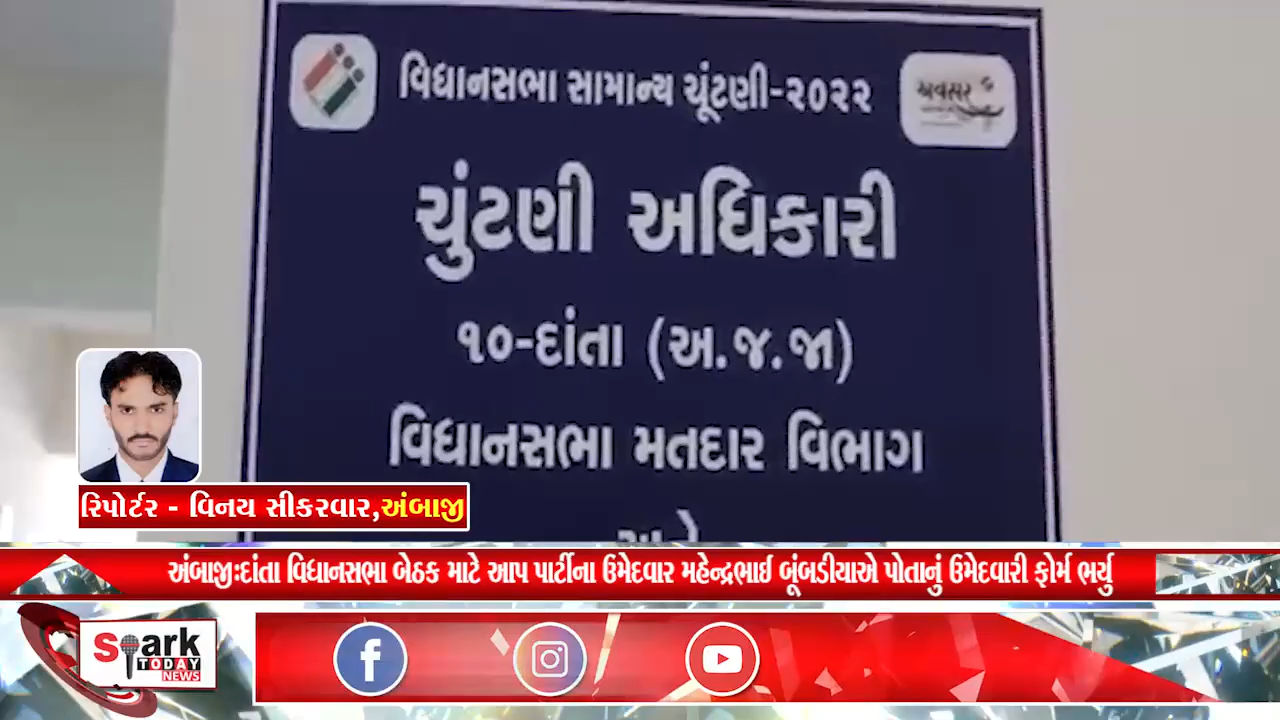 વિધાનસભા સામાન્ય ચૂંટણી-૨૦૨૨
અવસર
ચુંટણી અધિકારી
૧૦-દાંતા (અ.જ.જા)
વિધાનસભા મતદાર વિભાગ
રિપોર્ટર - વિનય સીકરવાર,અંબાજી
અંબાજી:દાંતા વિધાનસભા બેઠક માટે આપ પાર્ટીના ઉમેદવાર મહેન્દ્રભાઈ બૂંબડીયાએ પોતાનું ઉમેદવારી ફોર્મ ભર્યુ
Spark
TODAY
NEWS